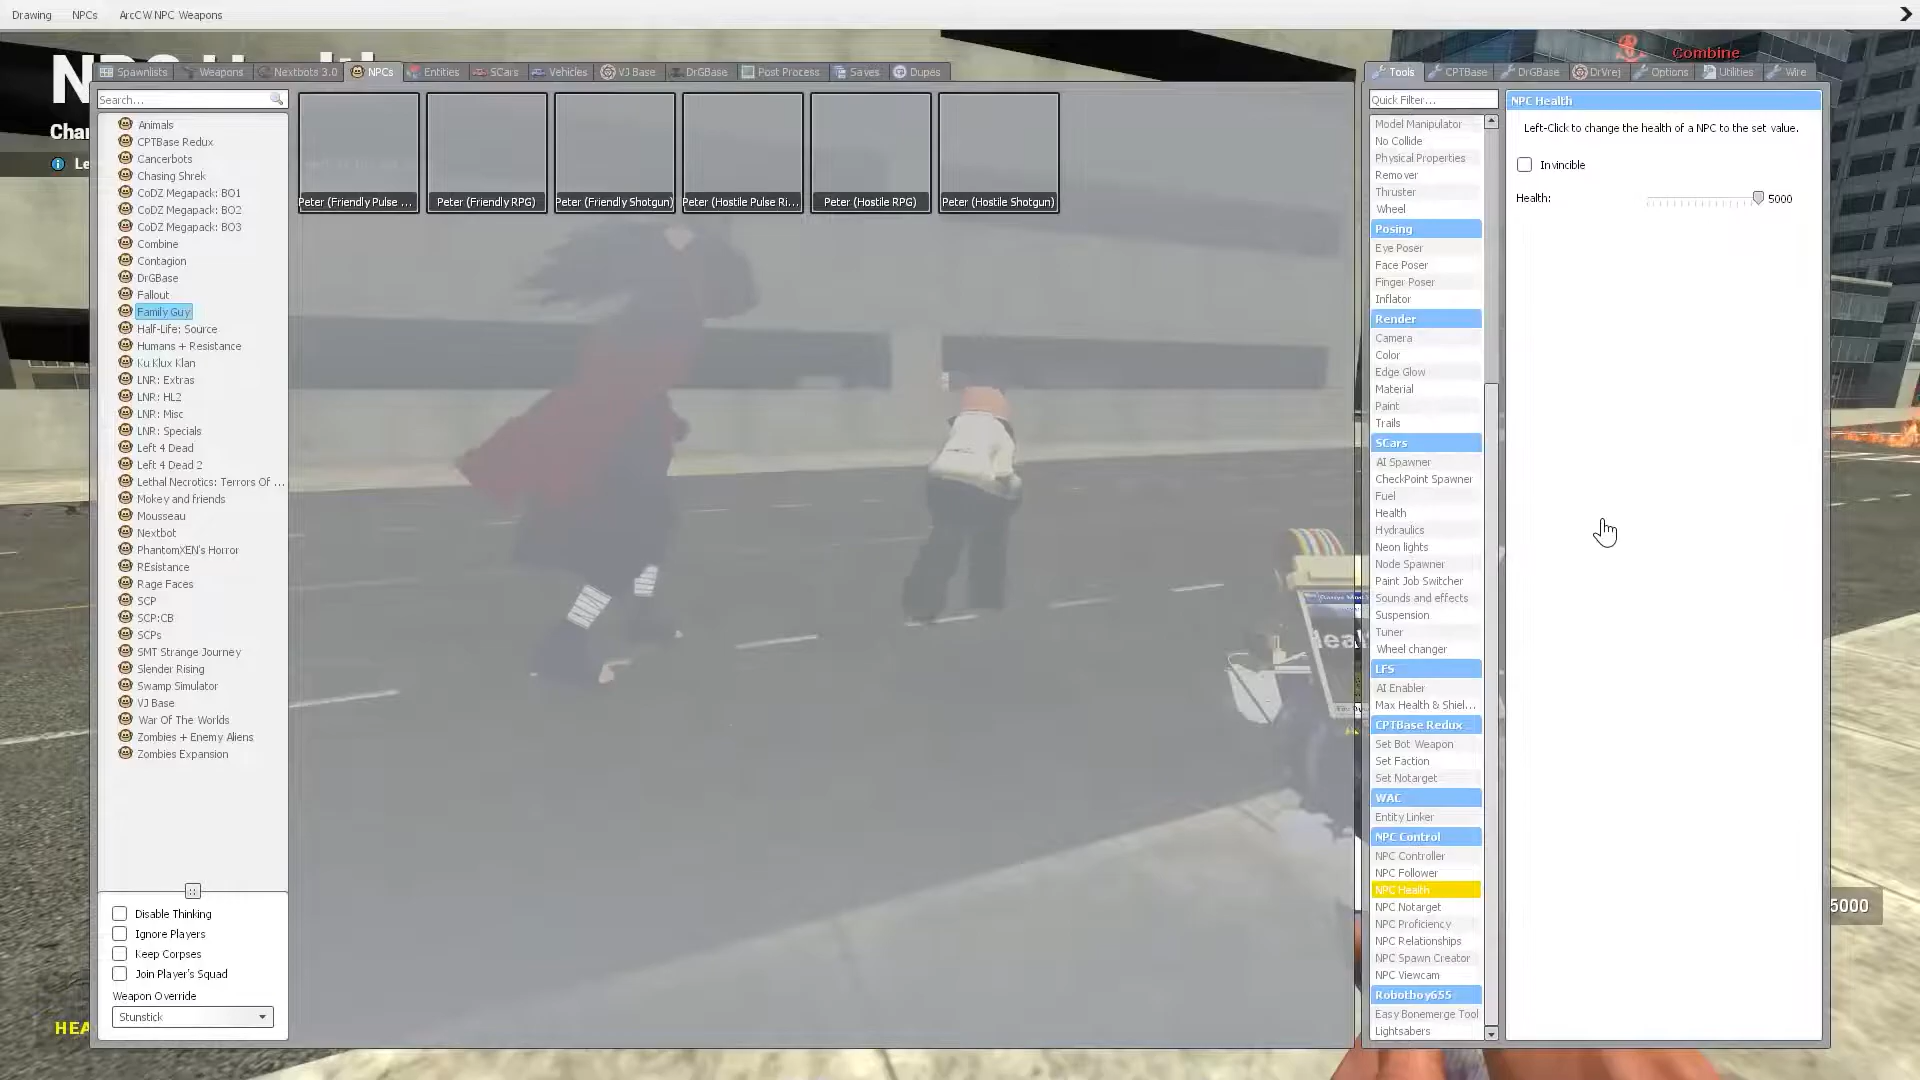 Drawing NPCs ArcCW NPC Weapons
Combine
Spawnlists Weapons Nextbots 3.0 NPCs Entities SCars Vehicles VJ Base DrGBase Post Process Saves Dupes
Tools CPTBase DrGBase DrVrej Options Utilities Wire
Search...
Animals
CPTBase Redux
Cancerbots
Chasing Shrek
CoDZ Megapack: BO1
CoDZ Megapack: BO2
CoDZ Megapack: BO3
Combine
Contagion
DrGBase
Fallout
Family Guy
Half-Life: Source
Humans + Resistance
Ku Klux Klan
LNR: Extras
LNR: HL2
LNR: Misc
LNR: Specials
Left 4 Dead
Left 4 Dead 2
Lethal Necrotics: Terrors Of ...
Mokey and friends
Mousseau
Nextbot
PhantomXEN's Horror
REsistance
Rage Faces
SCP
SCP:CB
SCPs
SMT Strange Journey
Slender Rising
Swamp Simulator
VJ Base
War Of The Worlds
Zombies + Enemy Aliens
Zombies Expansion
Disable Thinking
Ignore Players
Keep Corpses
Join Player's Squad
Weapon Override
Stunstick
Peter (Friendly Pulse ...
Peter (Friendly RPG)
Peter (Friendly Shotgun)
Peter (Hostile Pulse Ri...
Peter (Hostile RPG)
Peter (Hostile Shotgun)
Quick Filter...
Model Manipulator
No Collide
Physical Properties
Remover
Thruster
Wheel
Posing
Eye Poser
Face Poser
Finger Poser
Inflator
Render
Camera
Color
Edge Glow
Material
Paint
Trails
SCars
AI Spawner
CheckPoint Spawner
Fuel
Health
Hydraulics
Neon lights
Node Spawner
Paint Job Switcher
Sounds and effects
Suspension
Tuner
Wheel changer
LFS
AI Enabler
Max Health & Shiel...
CPTBase Redux
Set Bot Weapon
Set Faction
Set Notarget
WAC
Entity Linker
NPC Control
NPC Controller
NPC Follower
NPC Health
NPC Notarget
NPC Proficiency
NPC Relationships
NPC Spawn Creator
NPC Viewcam
Robotboy655
Easy Bonemerge Tool
Lightsabers
NPC Health
Left-Click to change the health of a NPC to the set value.
Invincible
Health: 5000
5000
HEA